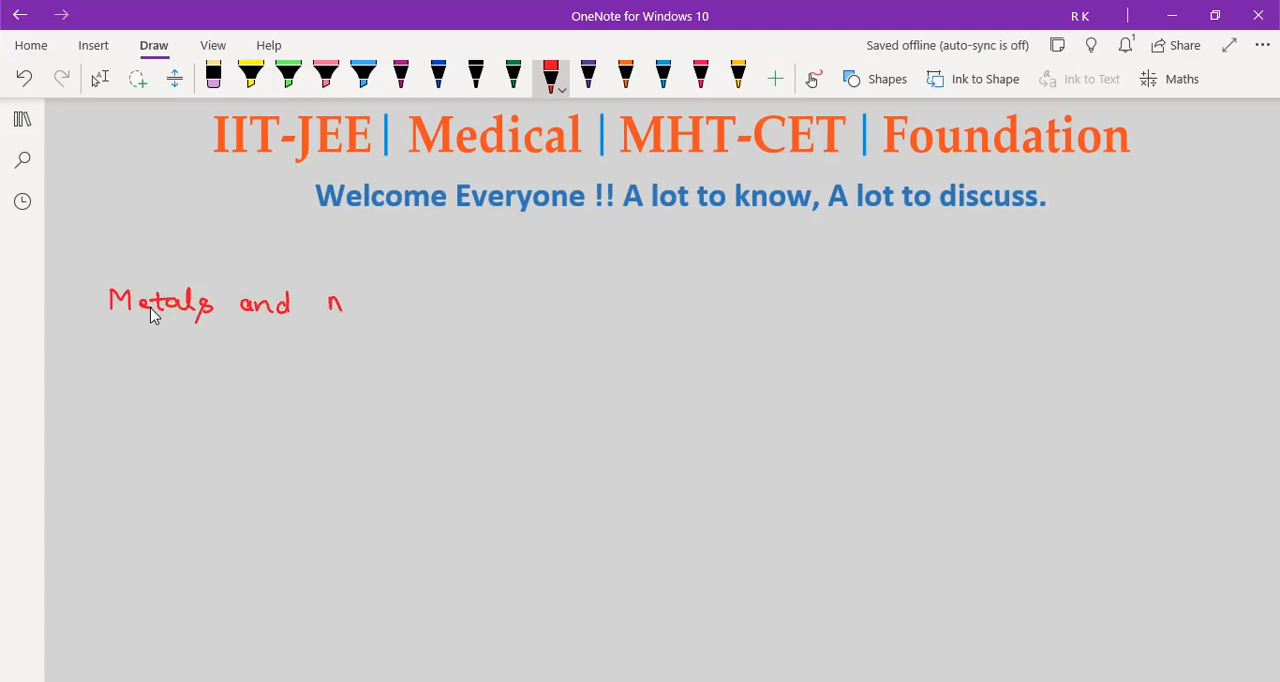 OneNote for Windows 10
R K
Home Insert Draw View Help
Saved offline (auto-sync is off)
1
Share
Shapes
Ink to Shape
Ink to Text
Maths
IIT-JEE | Medical | MHT-CET | Foundation
Welcome Everyone !! A lot to know, A lot to discuss.
Metals and n